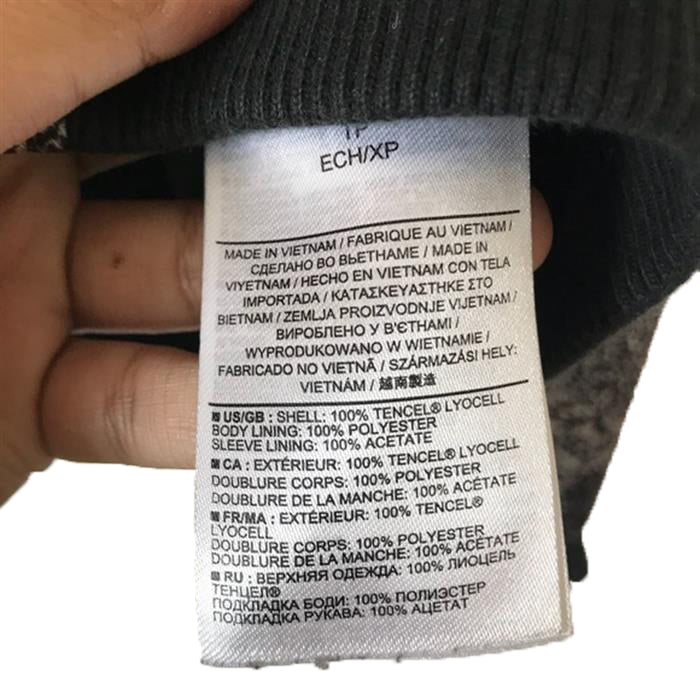 TP
ECH/XP
MADE IN VIETNAM / FABRIQUE AU VIETNAM /
СДЕЛАНО ВО ВЬЕТНАМЕ / MADE IN
VIYETNAM / HECHO EN VIETNAM CON TELA
IMPORTADA / ΚΑΤΑΣΚΕΥΑΣΤΗΚΕ ΣΤΟ
ΒΙΕΤΝΑΜ / ZEMLJA PROIZVODNJE VIJETNAM /
ВИРОБЛЕНО У В'ЄТНАМІ /
WYPRODUKOWANO W WIETNAMIE /
FABRICADO NO VIETNÃ / SZÁRMAZÁSI HELY:
VIETNÁM / 越南製造
US/GB : SHELL: 100% TENCEL® LYOCELL
BODY LINING: 100% POLYESTER
SLEEVE LINING: 100% ACETATE
CA : EXTÉRIEUR: 100% TENCEL® LYOCELL
DOUBLURE CORPS: 100% POLYESTER
DOUBLURE DE LA MANCHE: 100% ACÉTATE
FR/MA : EXTÉRIEUR: 100% TENCEL®
LYOCELL
DOUBLURE CORPS: 100% POLYESTER
DOUBLURE DE LA MANCHE: 100% ACÉTATE
RU : ВЕРХНЯЯ ОДЕЖДА: 100% ЛИОЦЕЛЬ
ТЕНЦЕЛ®
ПОДКЛАДКА БОДИ: 100% ПОЛИЭСТЕР
ПОДКЛАДКА РУКАВА: 100% АЦЕТАТ